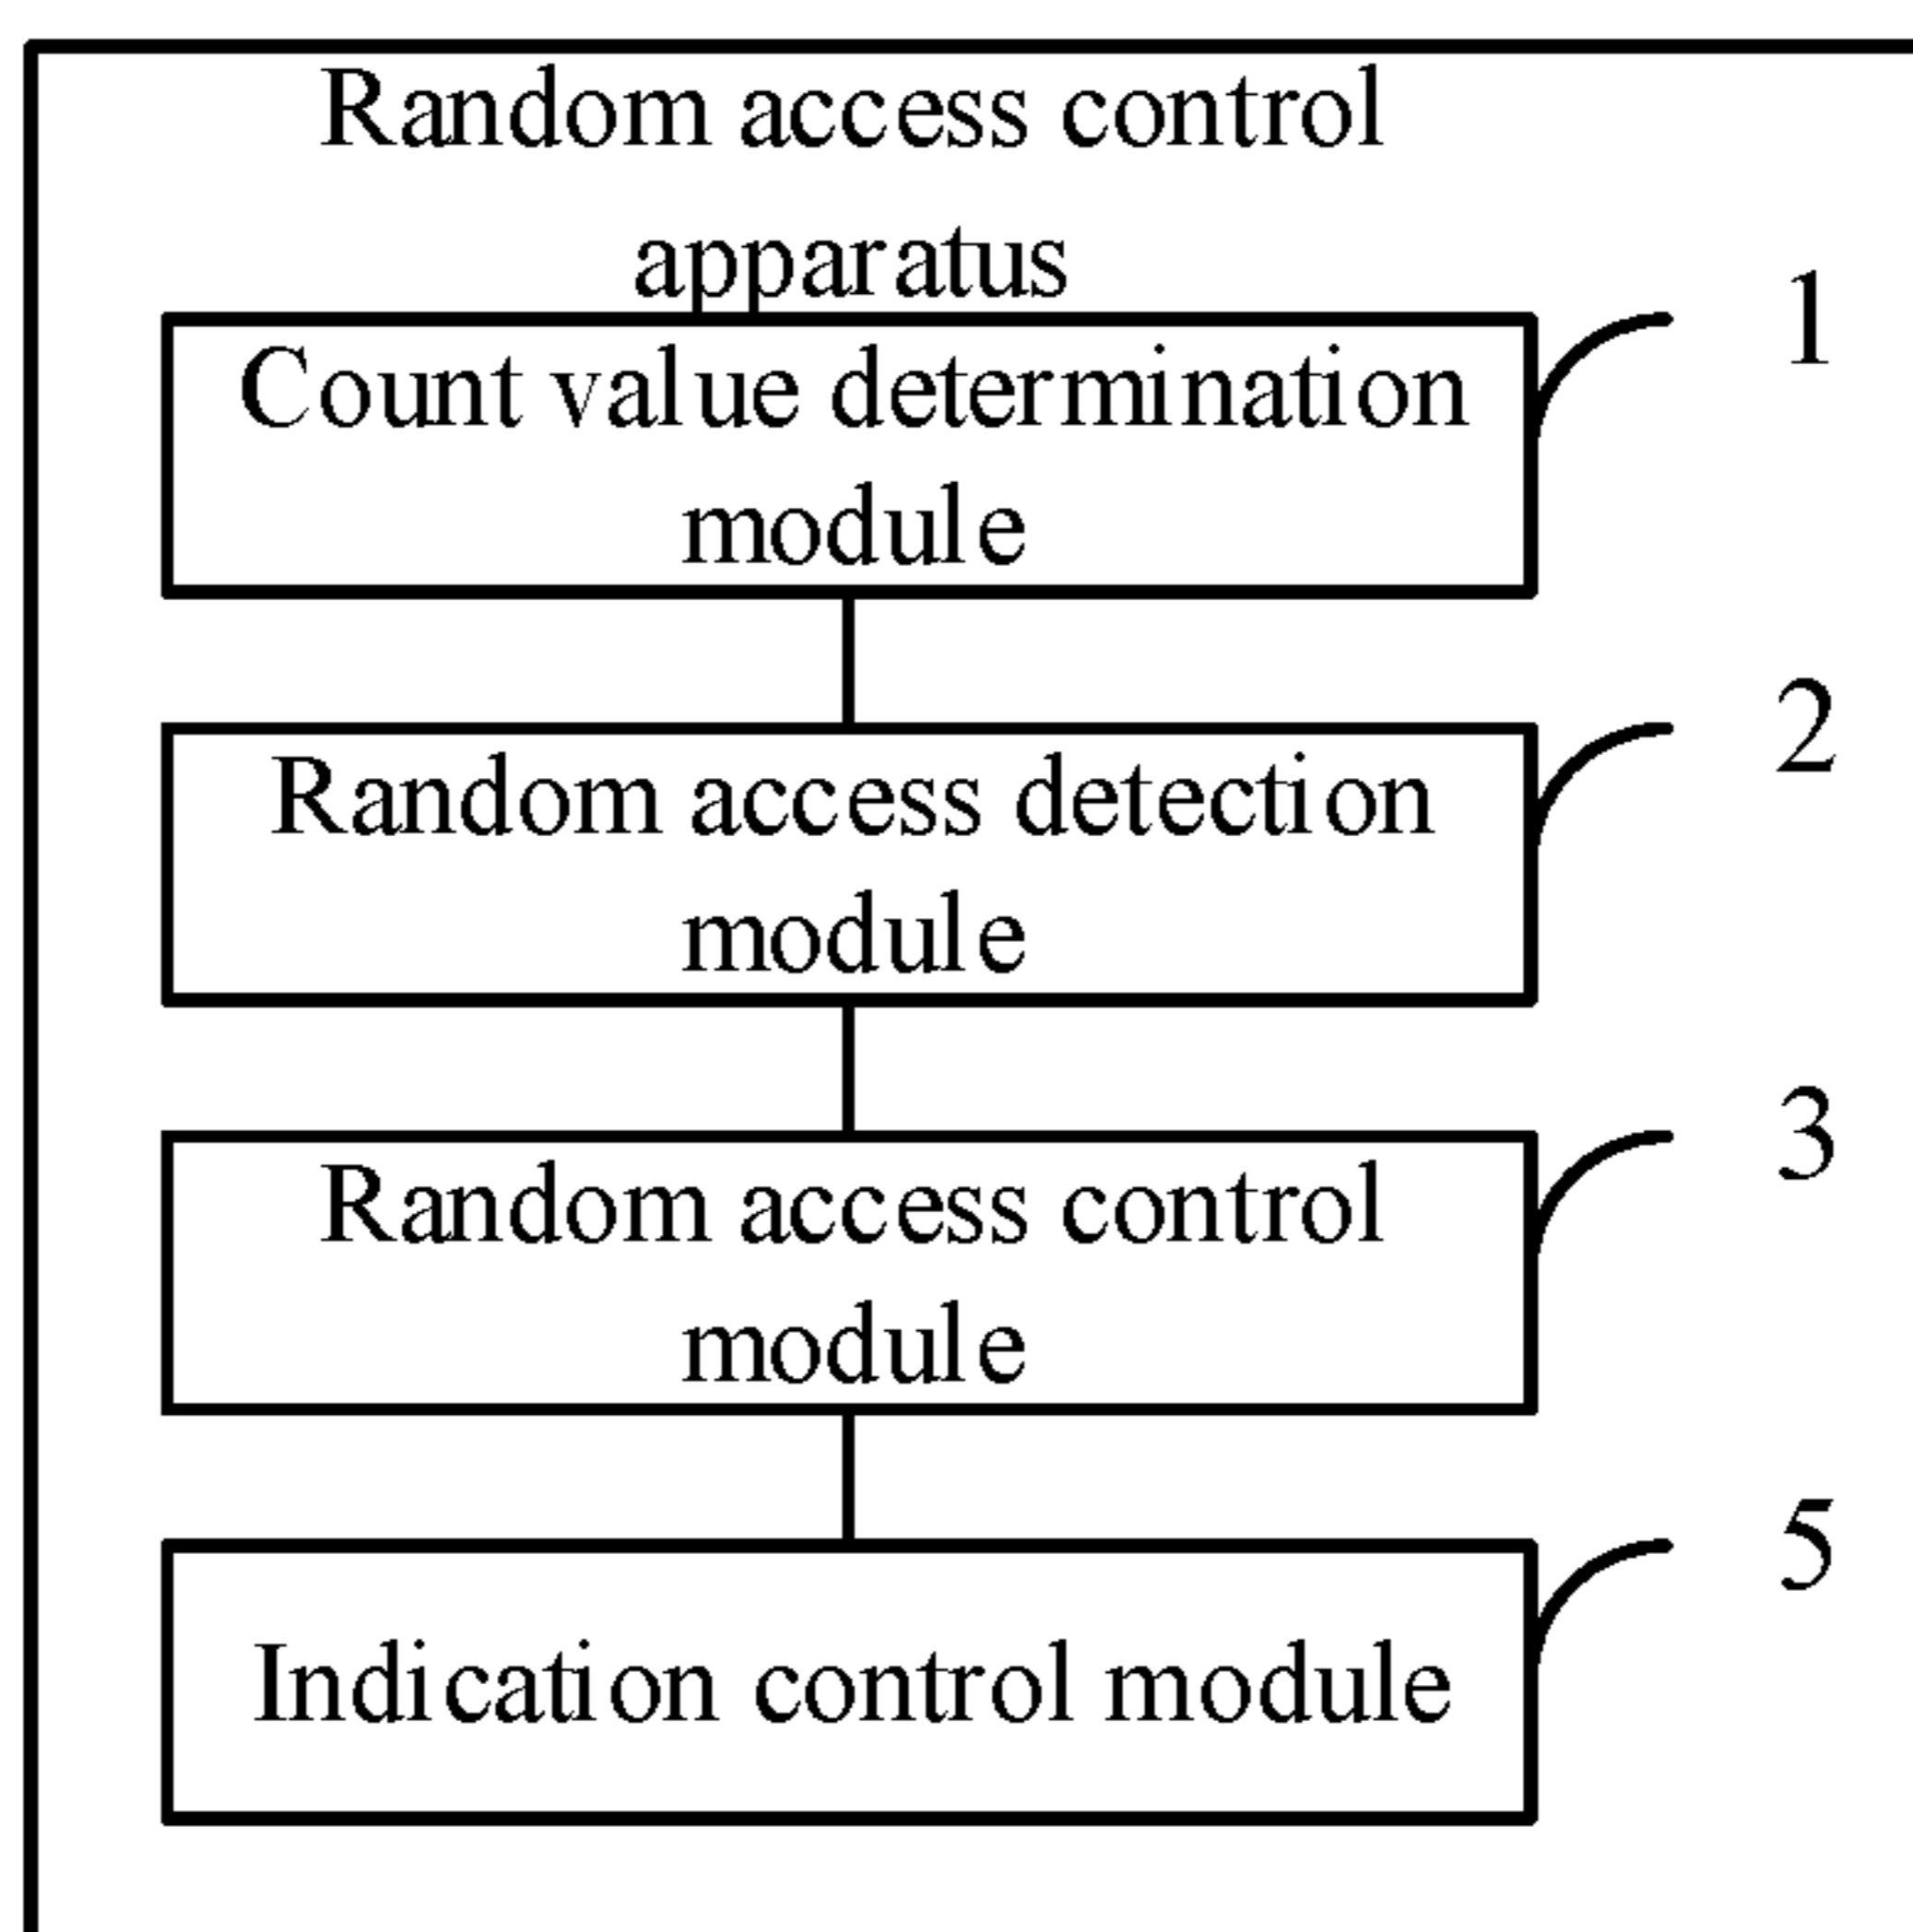 Random access control
apparatus
1
Count value determination
module
2
Random access detection
module
3
Random access control
module
5
Indication control module